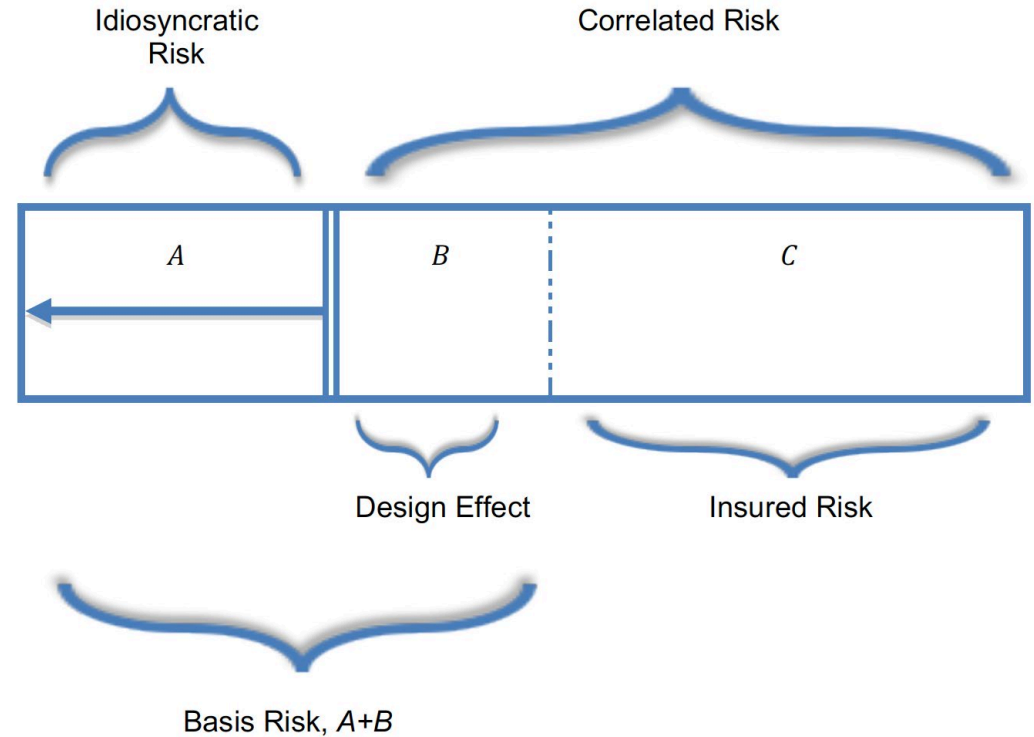 Idiosyncratic
Risk
Correlated Risk
A
B
C
Design Effect
Insured Risk
Basis Risk, A+B